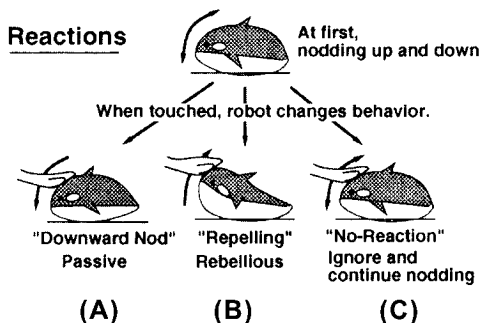 Reactions
At first,
nodding up and down
When touched, robot changes behavior.
"Downward Nod"
Passive
(A)
"Repelling"
Rebellious
(B)
"No-Reaction"
Ignore and
continue nodding
(C)